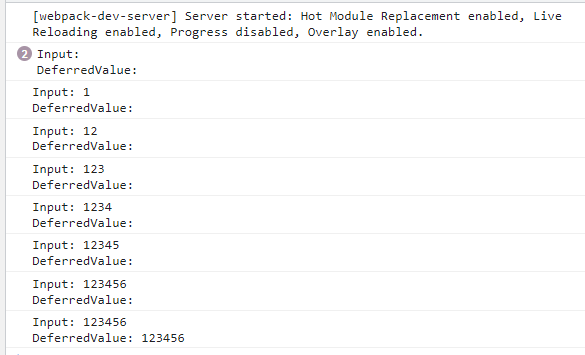 [webpack-dev-server] Server started: Hot Module Replacement enabled, Live
Reloading enabled, Progress disabled, Overlay enabled.
2 Input:
DeferredValue:
Input: 1
DeferredValue:
Input: 12
DeferredValue:
Input: 123
DeferredValue:
Input: 1234
DeferredValue:
Input: 12345
DeferredValue:
Input: 123456
DeferredValue:
Input: 123456
DeferredValue: 123456